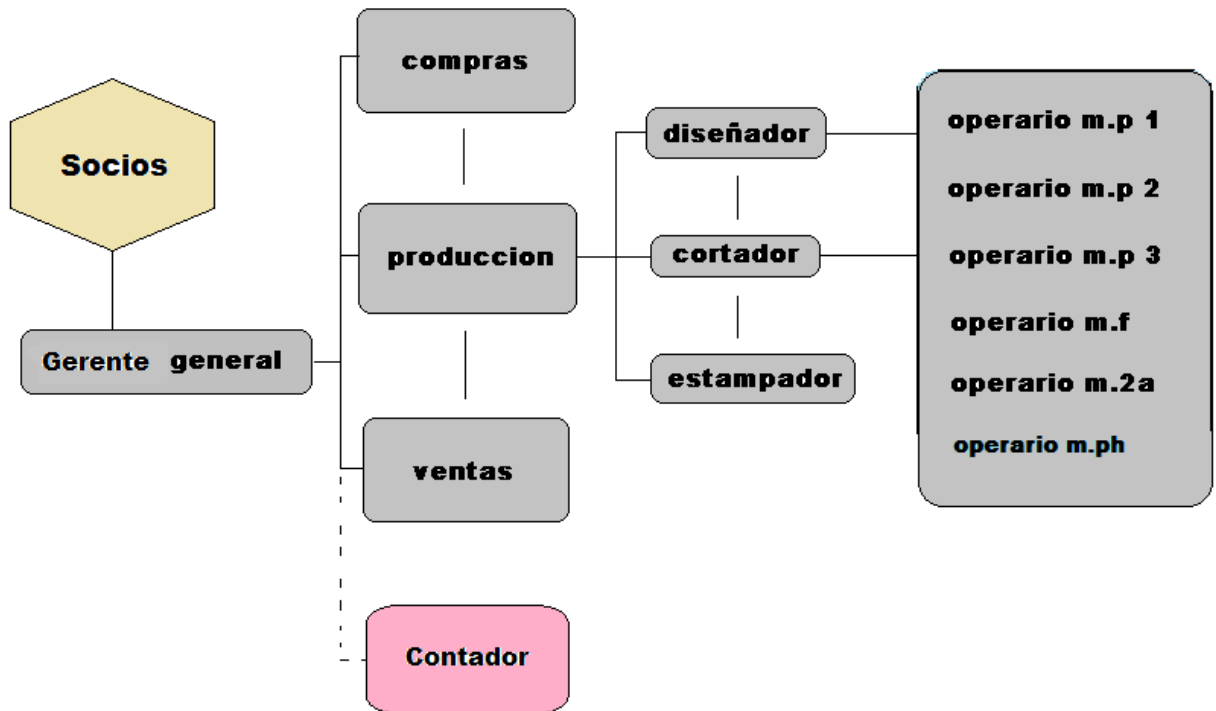 Socios
Gerente general
compras
produccion
ventas
Contador
diseñador
cortador
estampador
operario m.p 1
operario m.p 2
operario m.p 3
operario m.f
operario m.2a
operario m.ph